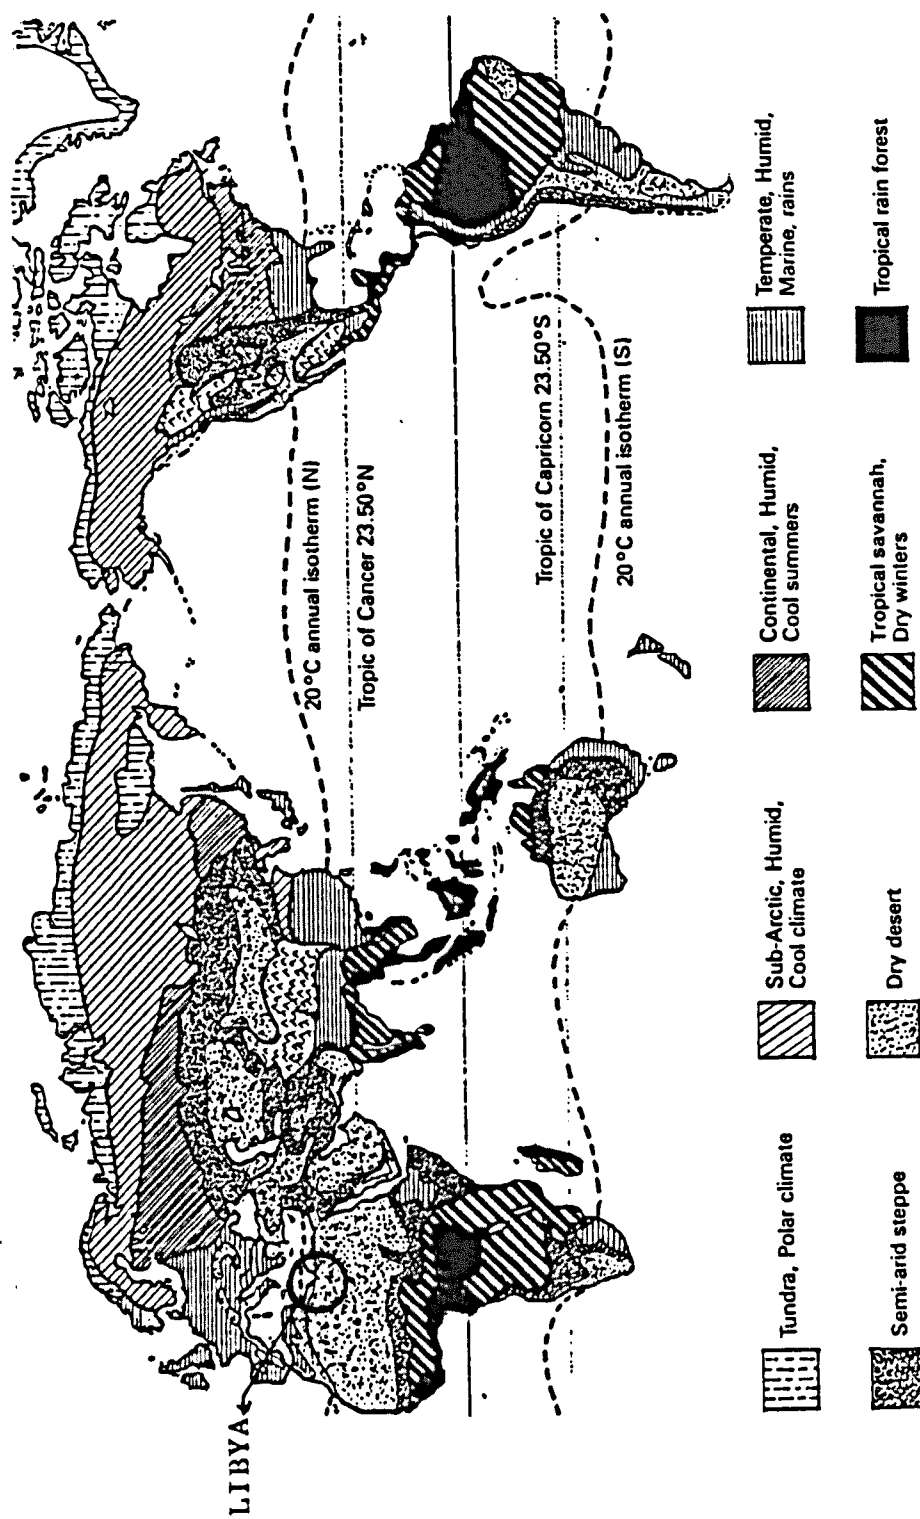 LIBYA
20°C annual isotherm (N)
Tropic of Cancer 23.50°N
Tropic of Capricorn 23.50°S
20°C annual isotherm (S)
Tundra, Polar climate
Sub-Arctic, Humid,
Cool climate
Continental, Humid,
Cool summers
Temperate, Humid,
Marine, rains
Semi-arid steppe
Dry desert
Tropical savannah,
Dry winters
Tropical rain forest